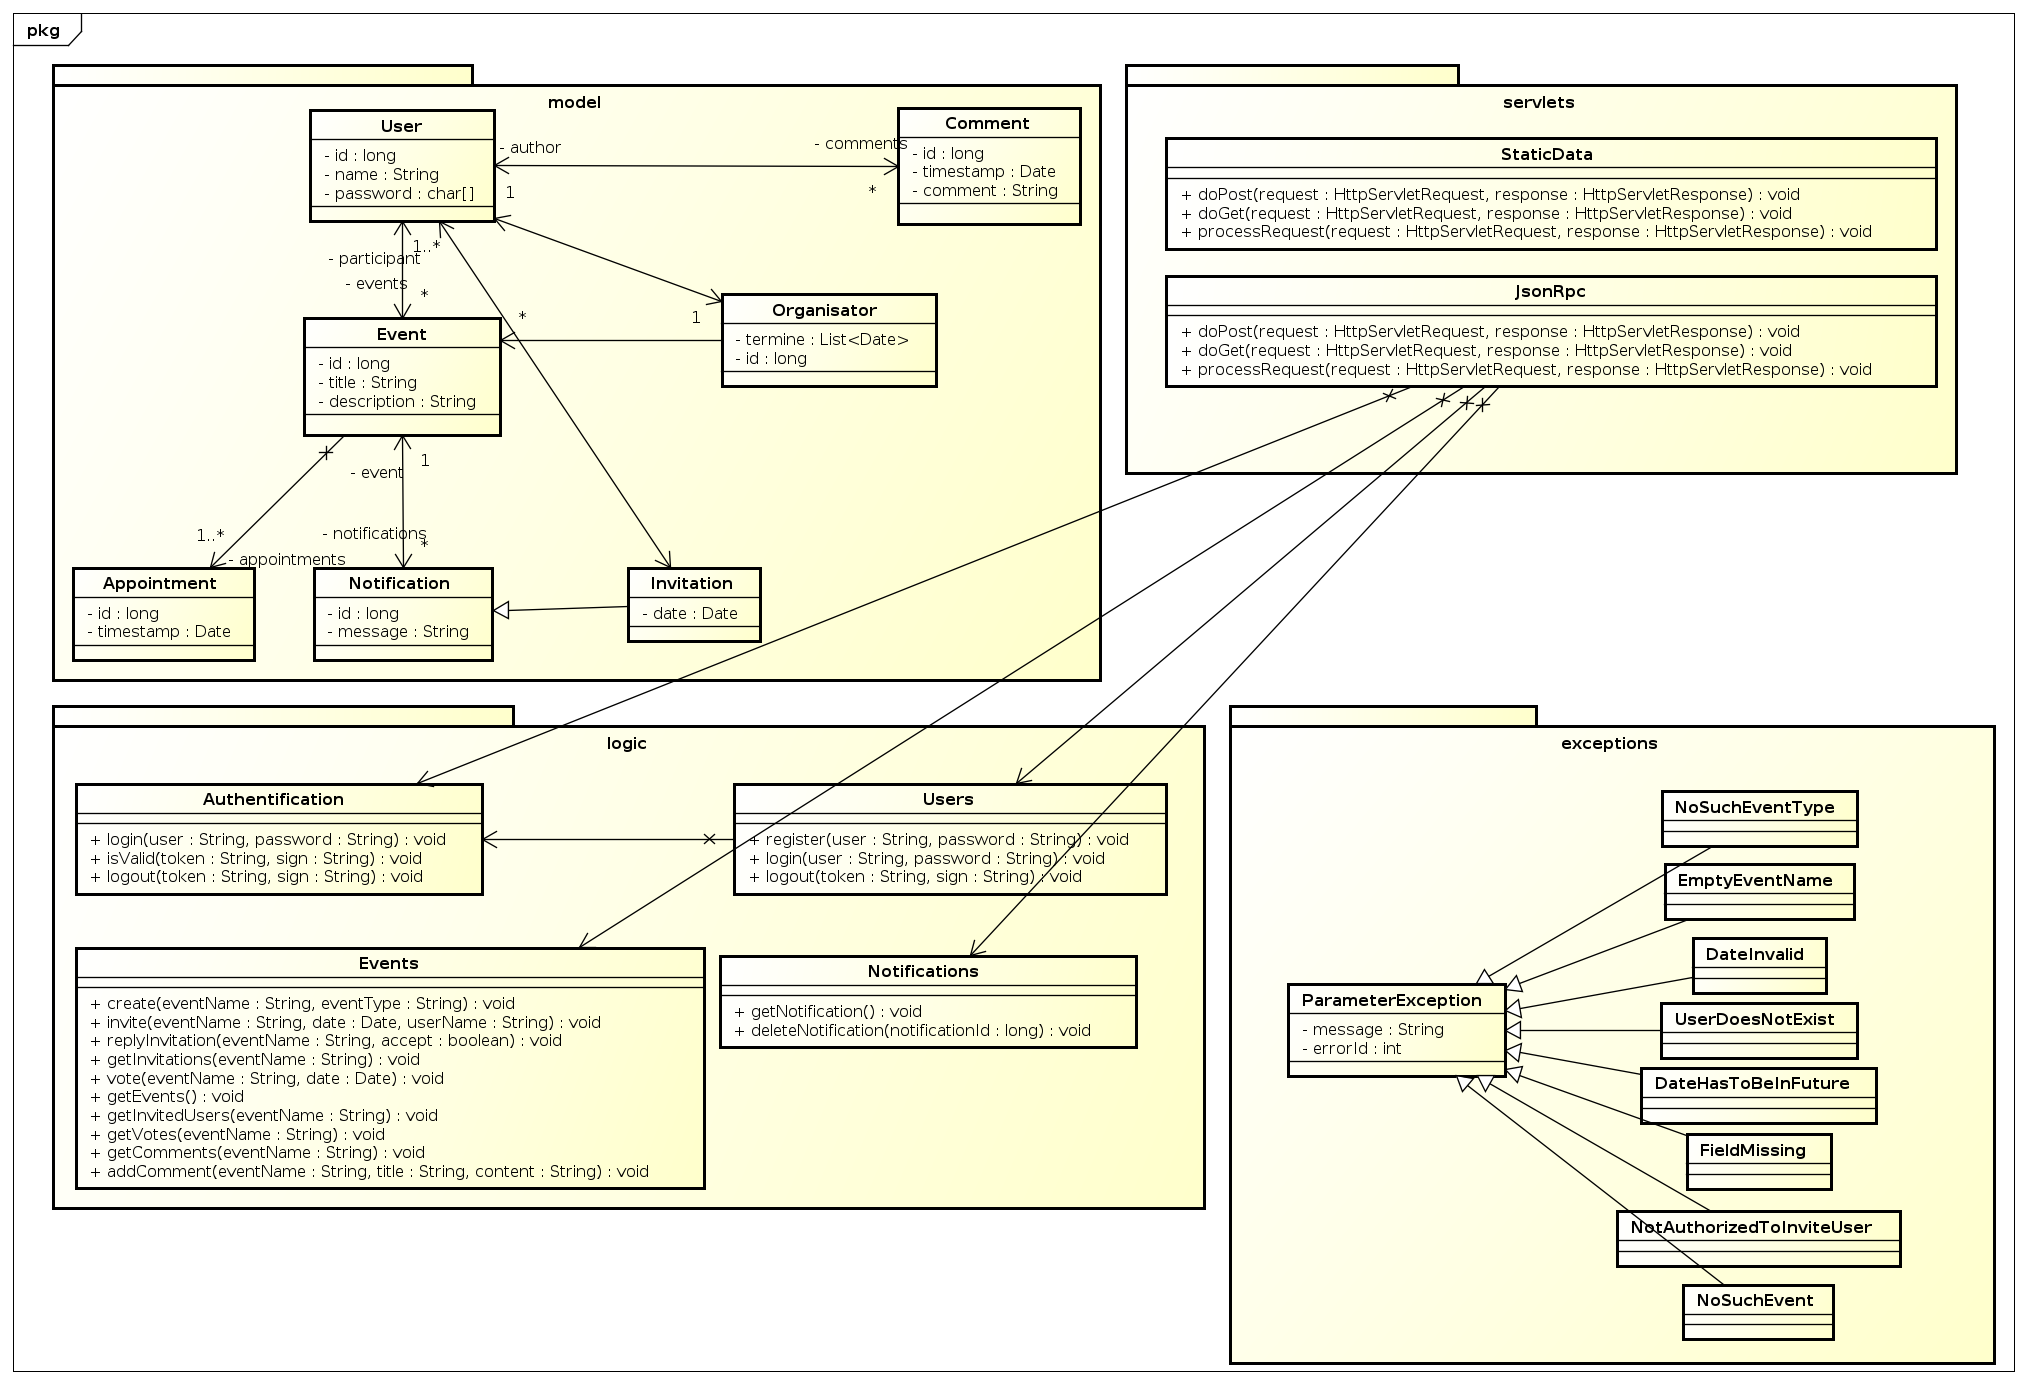 pkg
model
User
- id : long
- name : String
- password : char[]
- author
1
- comments
*
Comment
- id : long
- timestamp : Date
- comment : String
1..*
- participant
- events
*
*
1
Organisator
- termine : List<Date>
- id : long
Event
- id : long
- title : String
- description : String
1
- event
1..*
- appointments
- notifications
*
Appointment
- id : long
- timestamp : Date
Notification
- id : long
- message : String
Invitation
- date : Date
servlets
StaticData
+ doPost(request : HttpServletRequest, response : HttpServletResponse) : void
+ doGet(request : HttpServletRequest, response : HttpServletResponse) : void
+ processRequest(request : HttpServletRequest, response : HttpServletResponse) : void
JsonRpc
+ doPost(request : HttpServletRequest, response : HttpServletResponse) : void
+ doGet(request : HttpServletRequest, response : HttpServletResponse) : void
+ processRequest(request : HttpServletRequest, response : HttpServletResponse) : void
logic
Authentification
+ login(user : String, password : String) : void
+ isValid(token : String, sign : String) : void
+ logout(token : String, sign : String) : void
Users
+ register(user : String, password : String) : void
+ login(user : String, password : String) : void
+ logout(token : String, sign : String) : void
Events
+ create(eventName : String, eventType : String) : void
+ invite(eventName : String, date : Date, userName : String) : void
+ replyInvitation(eventName : String, accept : boolean) : void
+ getInvitations(eventName : String) : void
+ vote(eventName : String, date : Date) : void
+ getEvents() : void
+ getInvitedUsers(eventName : String) : void
+ getVotes(eventName : String) : void
+ getComments(eventName : String) : void
+ addComment(eventName : String, title : String, content : String) : void
Notifications
+ getNotification() : void
+ deleteNotification(notificationId : long) : void
exceptions
NoSuchEventType
EmptyEventName
DateInvalid
ParameterException
- message : String
- errorId : int
UserDoesNotExist
DateHasToBeInFuture
FieldMissing
NotAuthorizedToInviteUser
NoSuchEvent